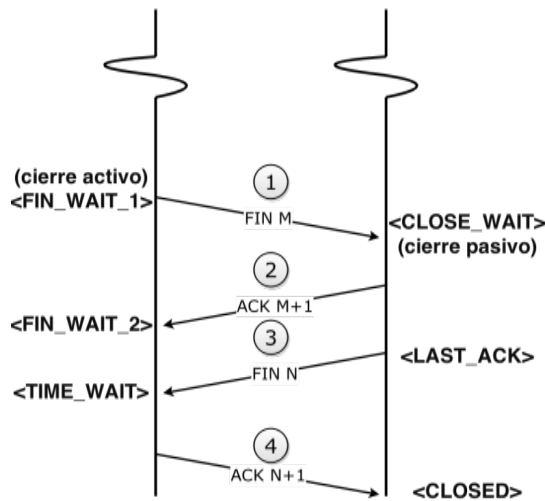 (cierre activo)
<FIN_WAIT_1>
1
FIN M
<CLOSE_WAIT>
(cierre pasivo)
2
ACK M+1
<FIN_WAIT_2>
3
FIN N
<LAST_ACK>
<TIME_WAIT>
4
ACK N+1
<CLOSED>